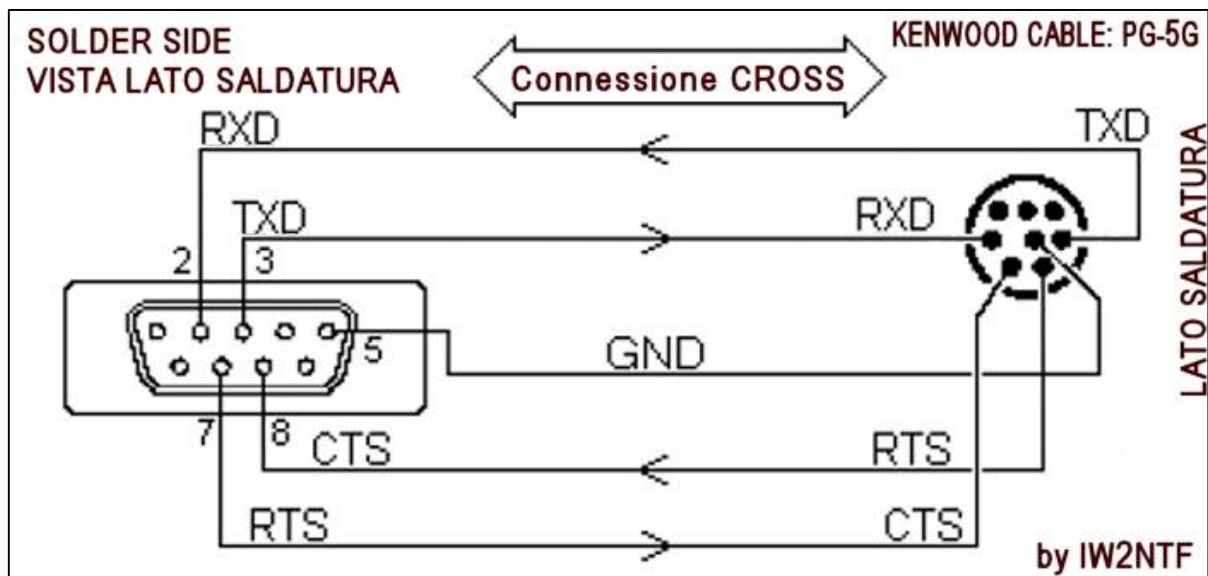 SOLDER SIDE
VISTA LATO SALDATURA
Connessione CROSS
KENWOOD CABLE: PG-5G
RXD
TXD
TXD
RXD
2
3
5
GND
LATO SALDATURA
7
8
CTS
RTS
RTS
CTS
by IW2NTF